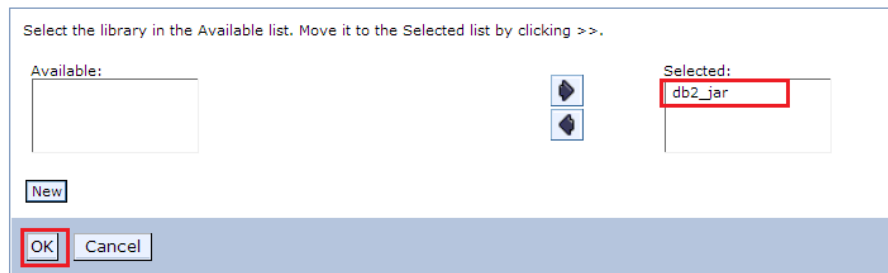 Select the library in the Available list. Move it to the Selected list by clicking >>.
Available:
Selected:
db2_jar
New
OK Cancel